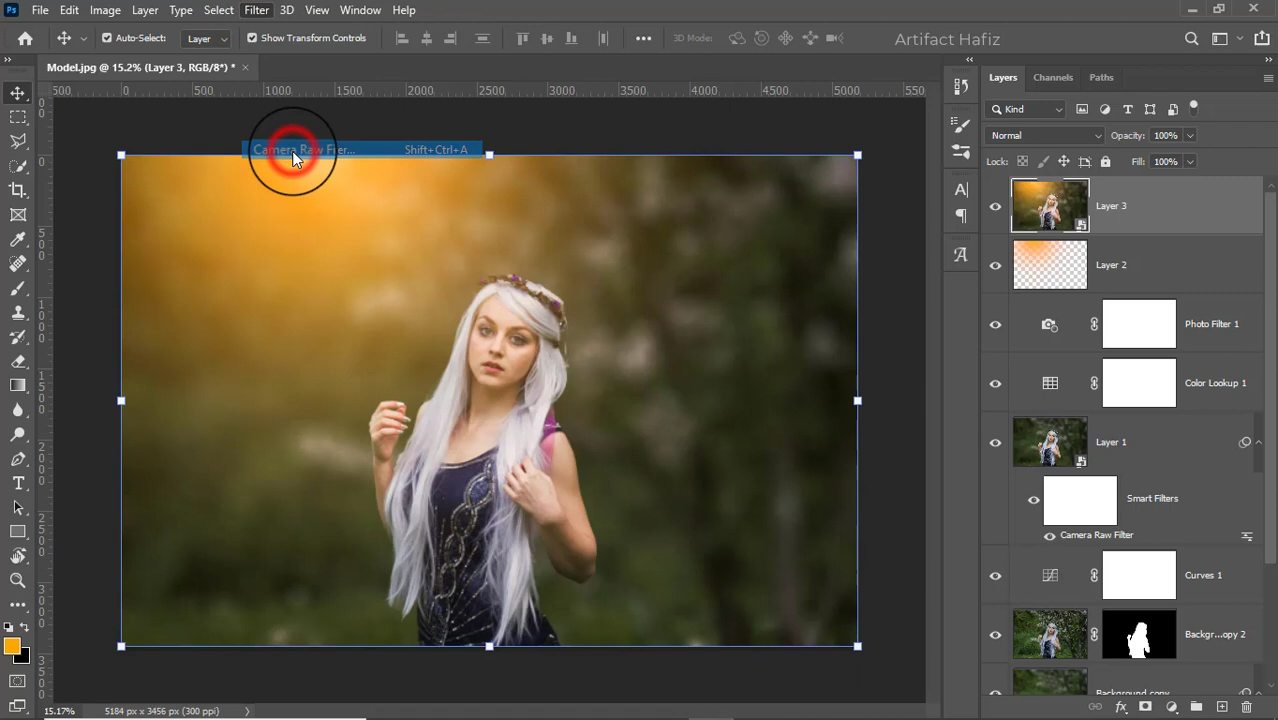 Ps File Edit Image Layer Type Select Filter 3D View Window Help
Auto-Select: Layer Show Transform Controls 3D Mode: Artifact Hafiz
Model.jpg @ 15.2% (Layer 3, RGB/8*) *
500 0 500 1000 1500 2000 2500 3000 3500 4000 4500 5000 550
Camera Raw Filter... Shift+Ctrl+A
Layers Channels Paths
Kind
Normal Opacity: 100%
Lock: Fill: 100%
Layer 3
Layer 2
Photo Filter 1
Color Lookup 1
Layer 1
Smart Filters
Camera Raw Filter
Curves 1
Backgr...opy 2
Background copy
15.17% 5184 px x 3456 px (300 ppi)